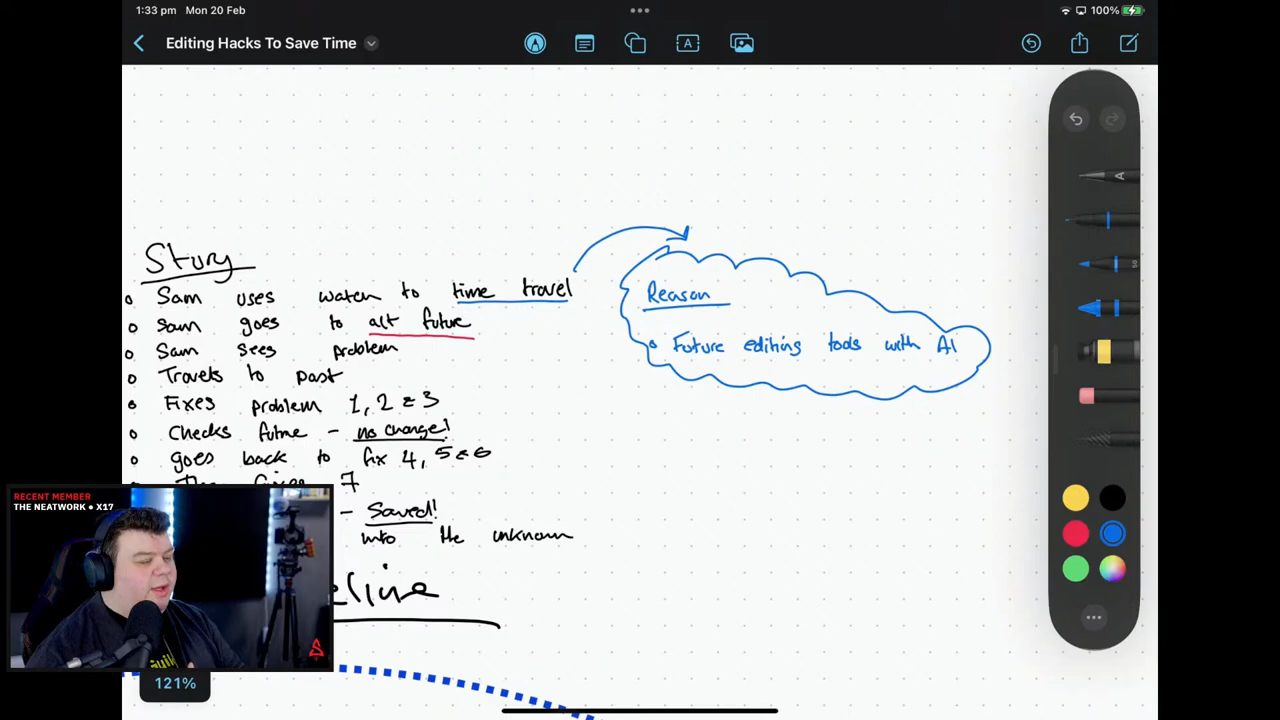 1:33 pm Mon 20 Feb
100%
Editing Hacks To Save Time
A
A
50
Story
Sam uses watch to time travel
Sam goes to alt future
Sam sees problem
Travels to past
Fixes problem 1, 2 & 3
Checks future - no change!
goes back to fix 4, 5 & 6
7
- Saved!
into the unknown
Reason
Future editing tools with AI
RECENT MEMBER
THE NEATWORK • X17
121%